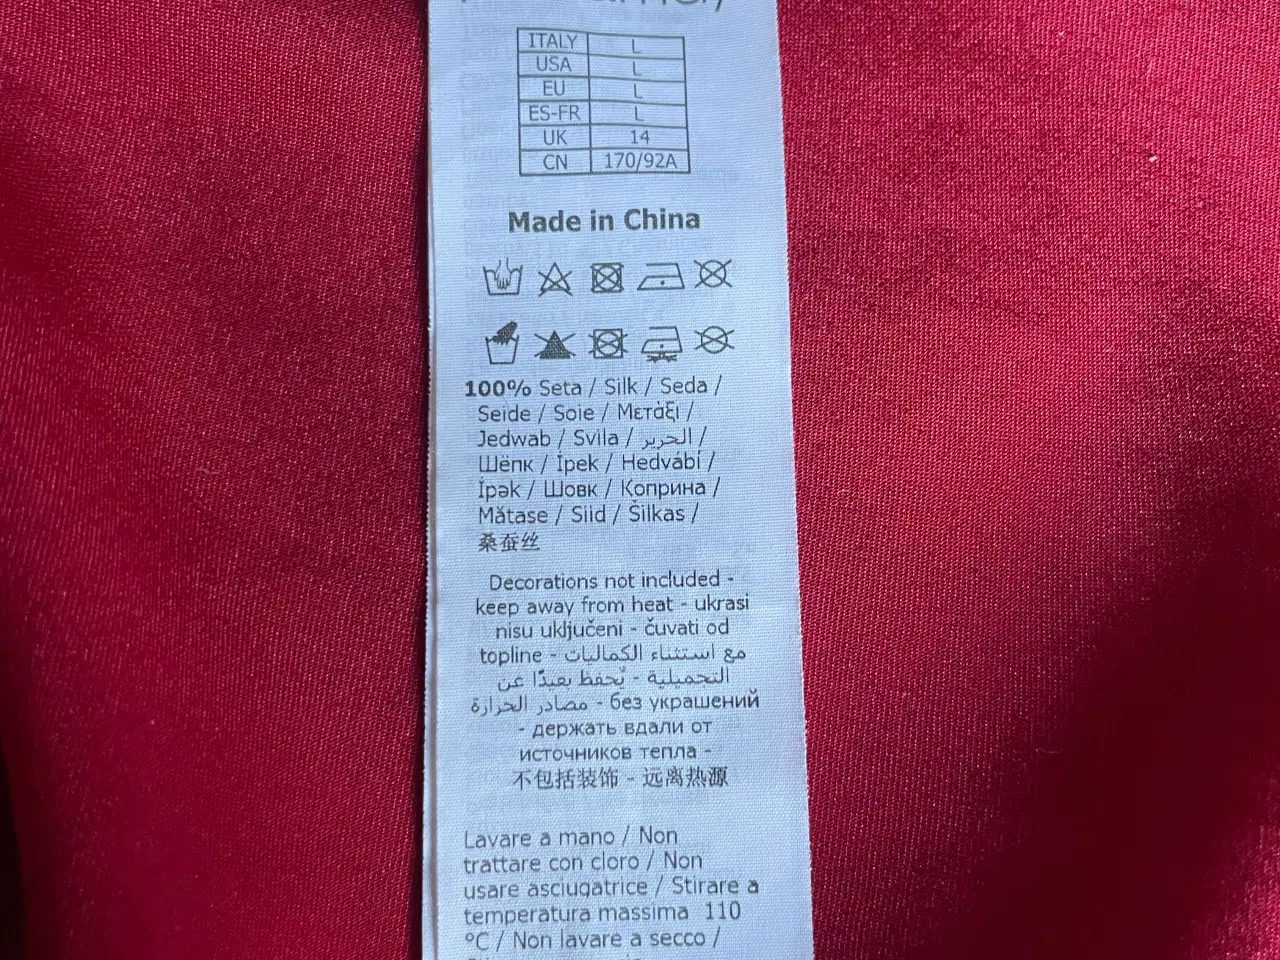 ITALY L
USA L
EU L
ES-FR L
UK 14
CN 170/92A
Made in China
100% Seta / Silk / Seda /
Seide / Soie / Μετάξι /
Jedwab / Svila / الحرير /
Шёпк / İpek / Hedvábí /
İpək / Шовк / Коприна /
Mătase / Siid / Šilkas /
桑蚕丝
Decorations not included -
keep away from heat - ukrasi
nisu uključeni - čuvati od
topline - مع استثناء الكماليات
التجميلية - تُحفظ بعيدًا عن
مصادر الحرارة - без украшений
- держать вдали от
источников тепла -
不包括装饰 - 远离热源
Lavare a mano / Non
trattare con cloro / Non
usare asciugatrice / Stirare a
temperatura massima 110
°C / Non lavare a secco /